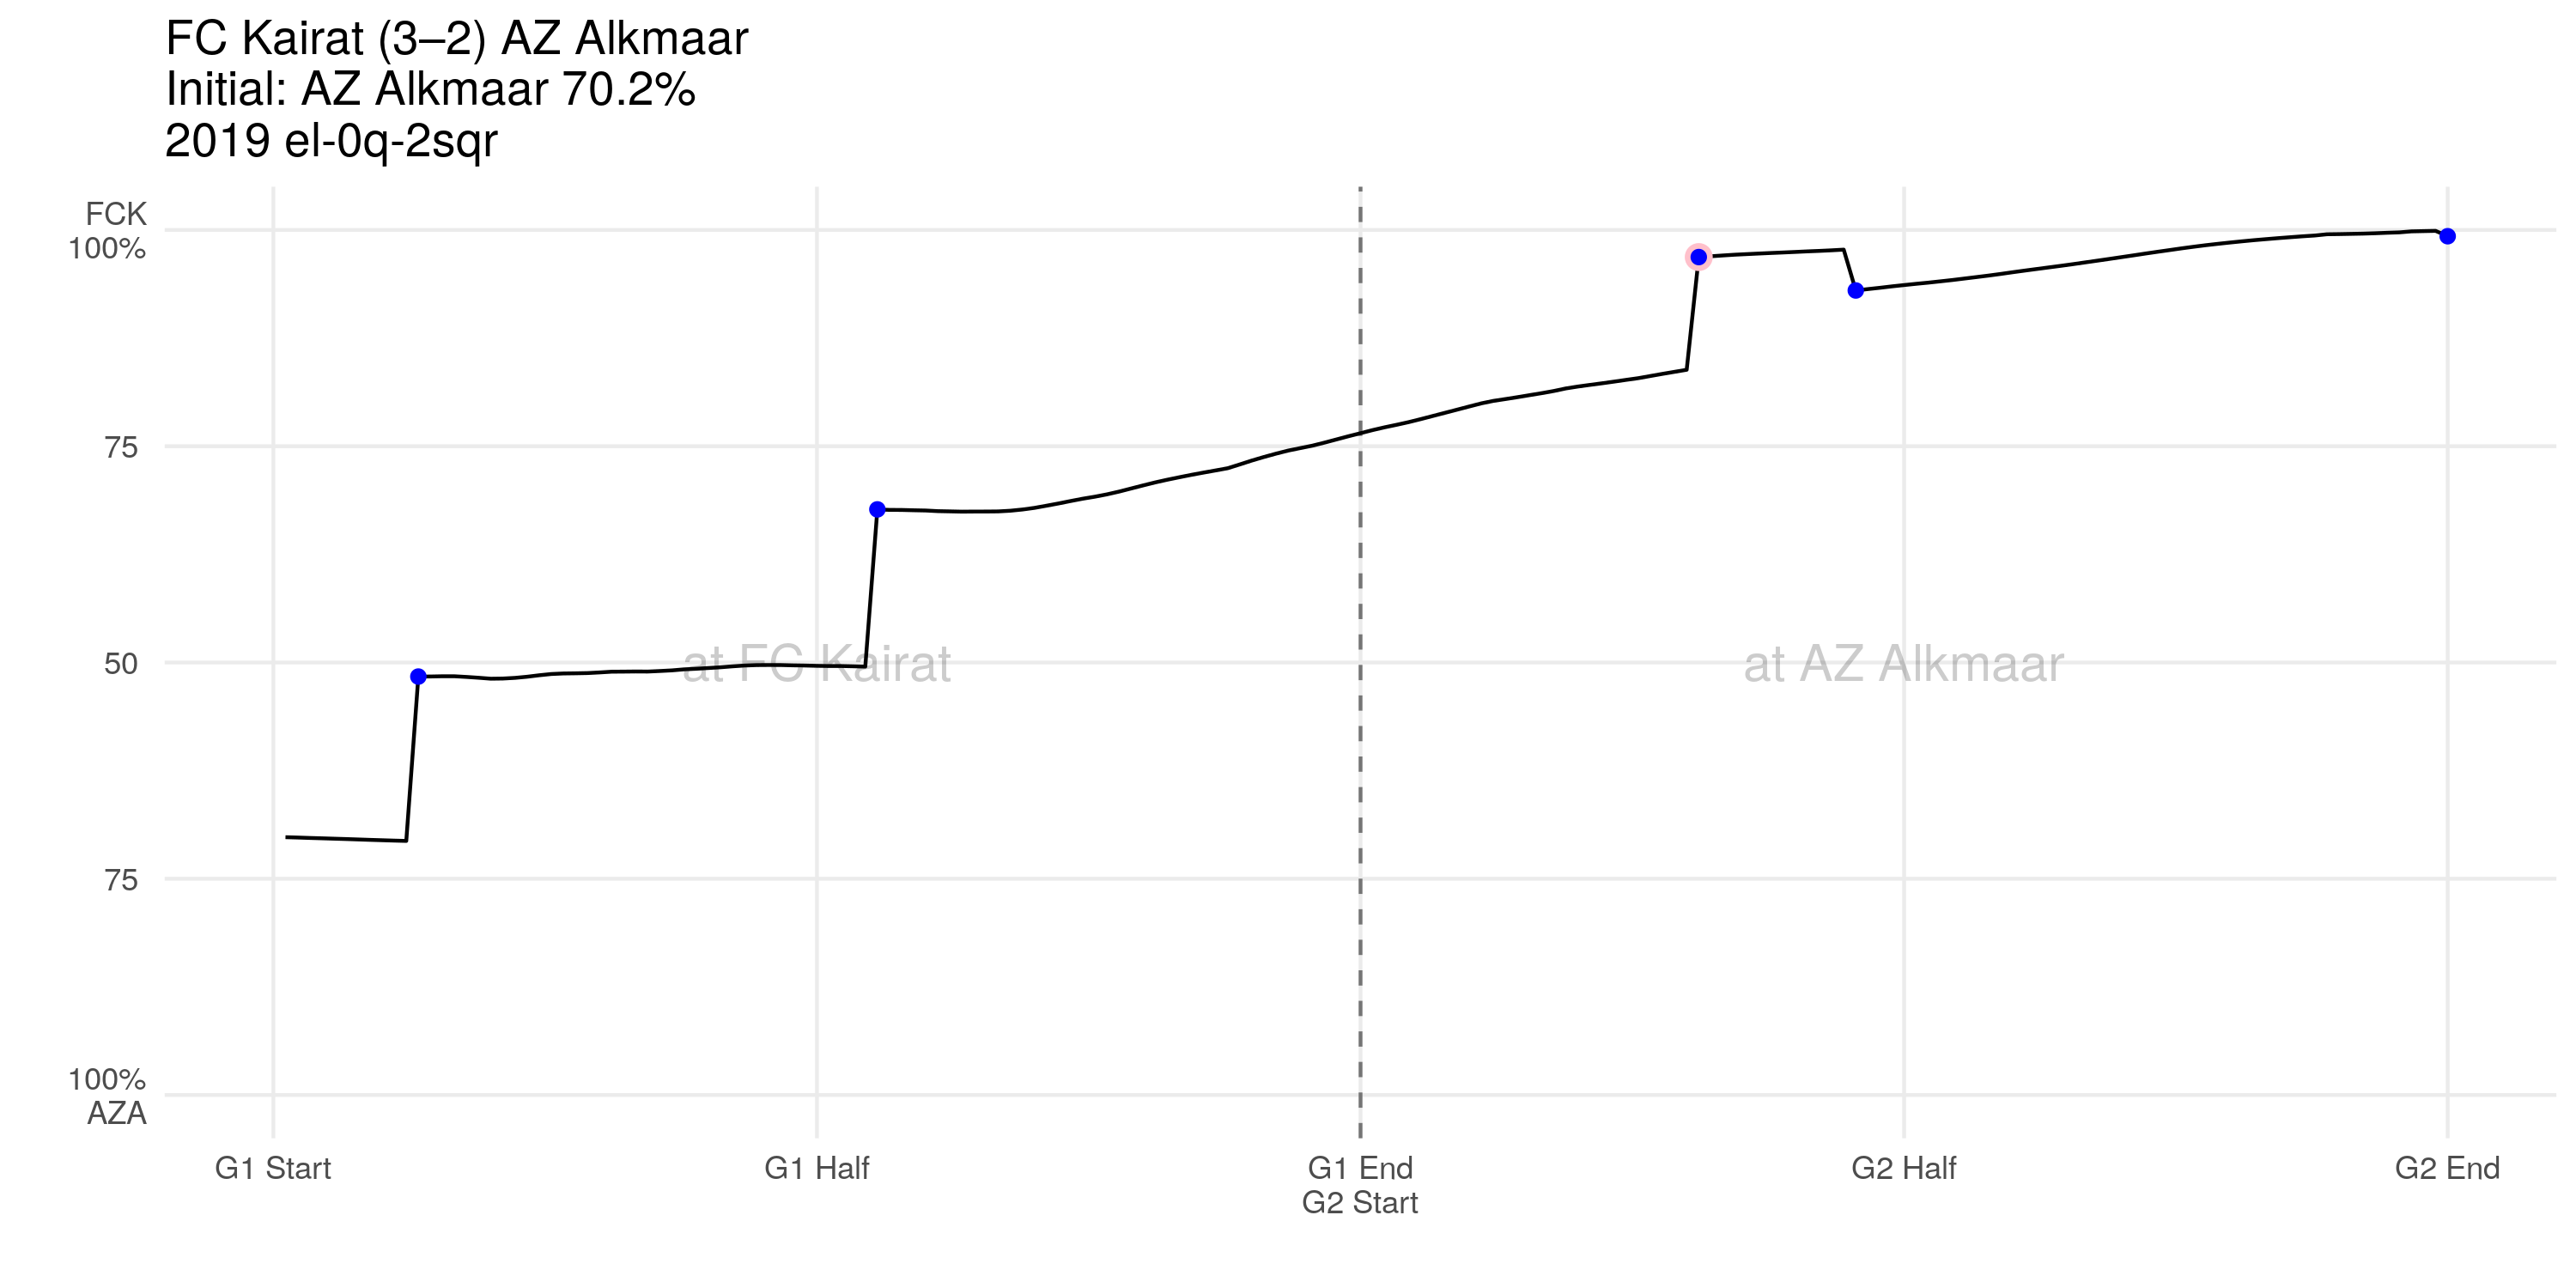 FC Kairat (3–2) AZ Alkmaar
Initial: AZ Alkmaar 70.2%
2019 el-0q-2sqr
FCK
100%
75
50
75
100%
AZA
at FC Kairat
at AZ Alkmaar
G1 Start
G1 Half
G1 End
G2 Start
G2 Half
G2 End